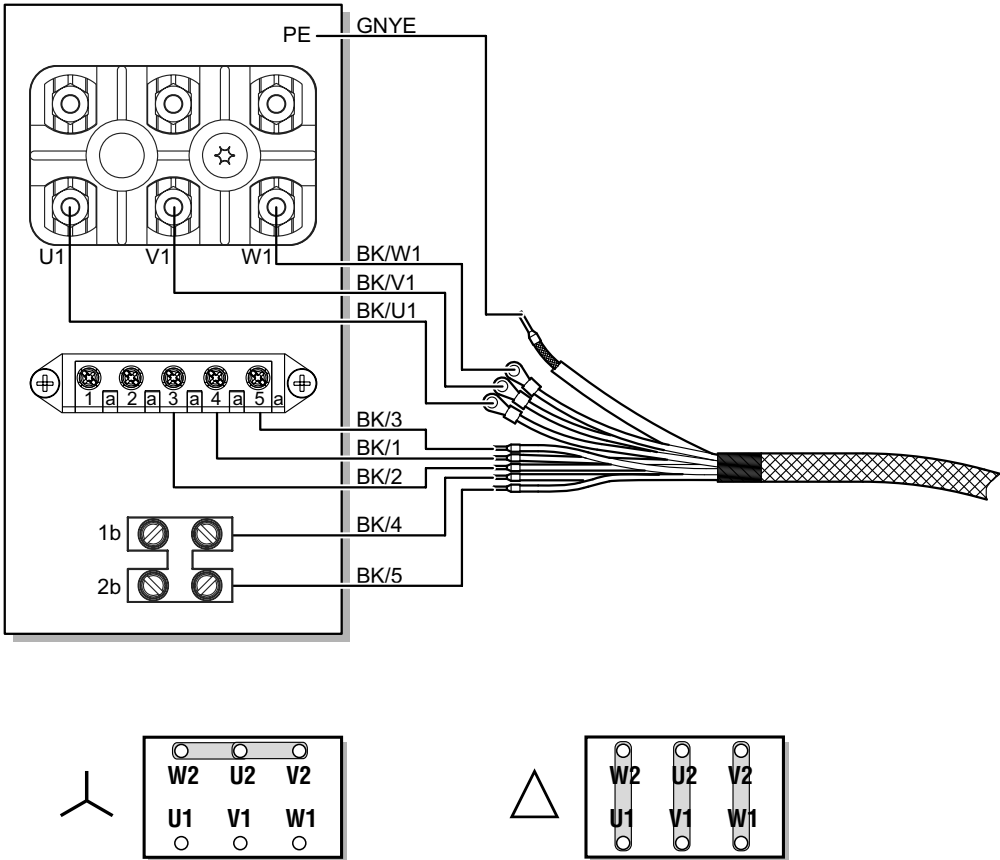 PE GNYE
U1 V1 W1
BK/W1
BK/V1
BK/U1
1 a 2 a 3 a 4 a 5 a
BK/3
BK/1
BK/2
1b BK/4
2b BK/5
W2 U2 V2
U1 V1 W1
W2 U2 V2
U1 V1 W1